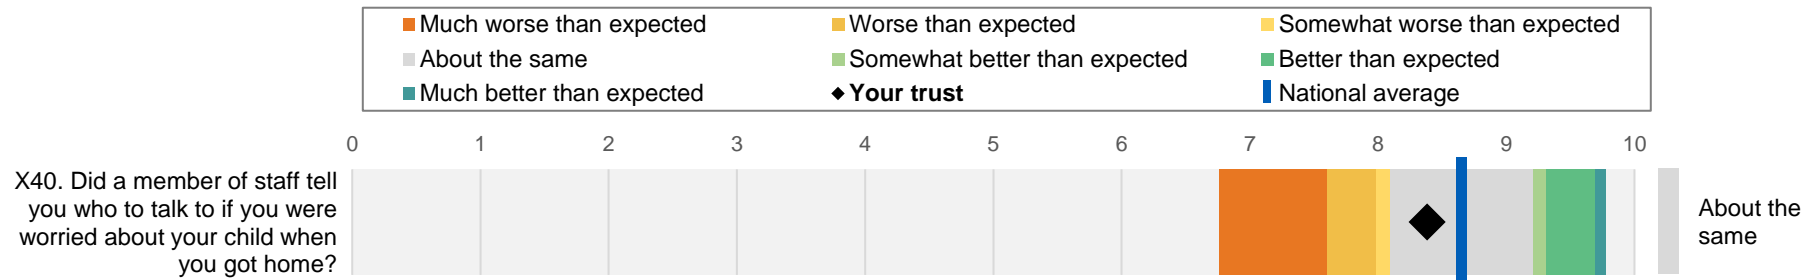 Much worse than expected
Worse than expected
Somewhat worse than expected
About the same
Somewhat better than expected
Better than expected
Much better than expected
Your trust
National average
0 1 2 3 4 5 6 7 8 9 10
X40. Did a member of staff tell
you who to talk to if you were
worried about your child when
you got home?
About the
same